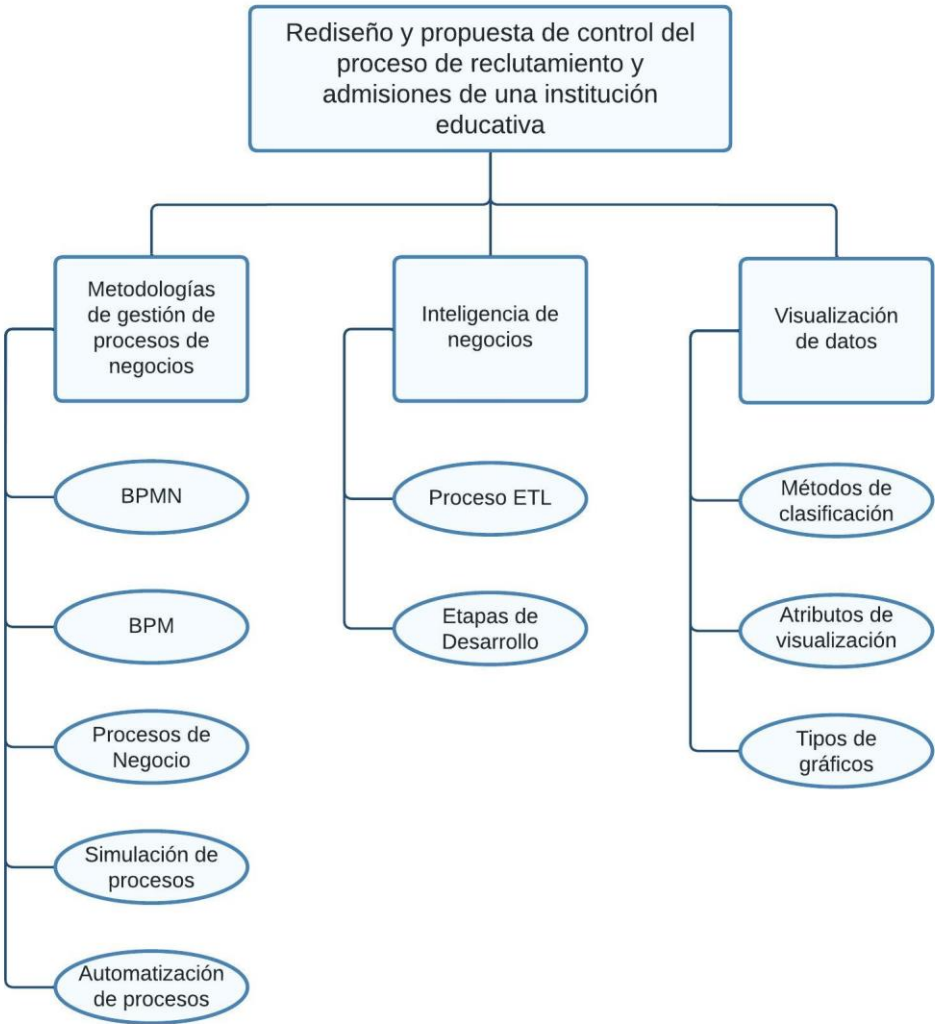 Rediseño y propuesta de control del
proceso de reclutamiento y
admisiones de una institución
educativa
Metodologías
de gestión de
procesos de
negocios
BPMN
BPM
Procesos de
Negocio
Simulación de
procesos
Automatización
de procesos
Inteligencia de
negocios
Proceso ETL
Etapas de
Desarrollo
Visualización
de datos
Métodos de
clasificación
Atributos de
visualización
Tipos de
gráficos